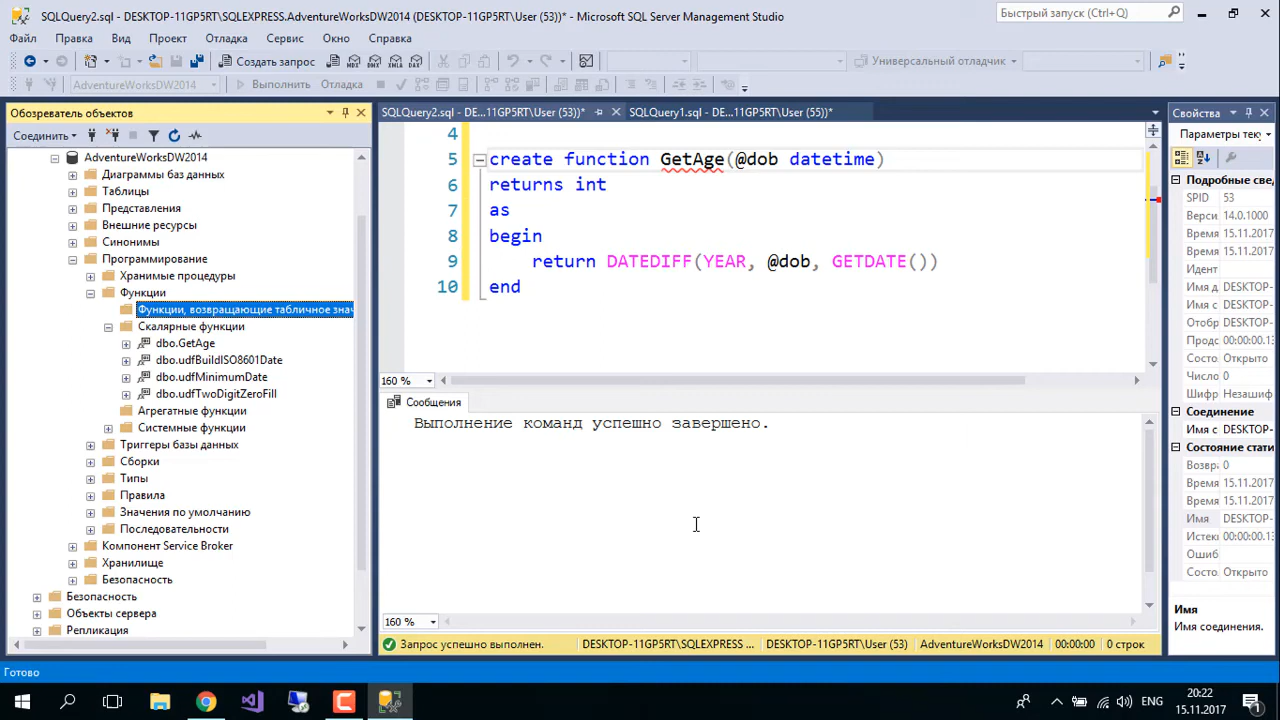 SQLQuery2.sql - DESKTOP-11GP5RT\SQLEXPRESS.AdventureWorksDW2014 (DESKTOP-11GP5RT\User (53))* - Microsoft SQL Server Management Studio
Быстрый запуск (Ctrl+Q)
Файл Правка Вид Проект Отладка Сервис Окно Справка
Создать запрос
Универсальный отладчик
AdventureWorksDW2014
Выполнить Отладка
Обозреватель объектов
Соединить
AdventureWorksDW2014
Диаграммы баз данных
Таблицы
Представления
Внешние ресурсы
Синонимы
Программирование
Хранимые процедуры
Функции
Функции, возвращающие табличное знач
Скалярные функции
dbo.GetAge
dbo.udfBuildISO8601Date
dbo.udfMinimumDate
dbo.udfTwoDigitZeroFill
Агрегатные функции
Системные функции
Триггеры базы данных
Сборки
Типы
Правила
Значения по умолчанию
Последовательности
Компонент Service Broker
Хранилище
Безопасность
Безопасность
Объекты сервера
Репликация
SQLQuery2.sql - DE...11GP5RT\User (53))*
SQLQuery1.sql - DE...11GP5RT\User (55))*
4
5 create function GetAge(@dob datetime)
6 returns int
7 as
8 begin
9 return DATEDIFF(YEAR, @dob, GETDATE())
10 end
160 %
Сообщения
Выполнение команд успешно завершено.
160 %
Запрос успешно выполнен.
DESKTOP-11GP5RT\SQLEXPRESS ...
DESKTOP-11GP5RT\User (53)
AdventureWorksDW2014
00:00:00
0 строк
Свойства
Параметры тек
Подробные све
SPID 53
Верси 14.0.1000
Время 15.11.2017
Время 15.11.2017
Идент
Имя д DESKTOP-
Имя с DESKTOP-
Отобр DESKTOP-
Продс 00:00:00.13
Состо Открыто
Число 0
Шифр Незашиф
Соединение
Имя с DESKTOP-
Состояние стати
Возвр 0
Время 15.11.2017
Время 15.11.2017
Имя DESKTOP-
Истек 00:00:00.13
Ошиб
Состо Открыто
Имя
Имя соединения.
Готово
ENG
20:22
15.11.2017
1